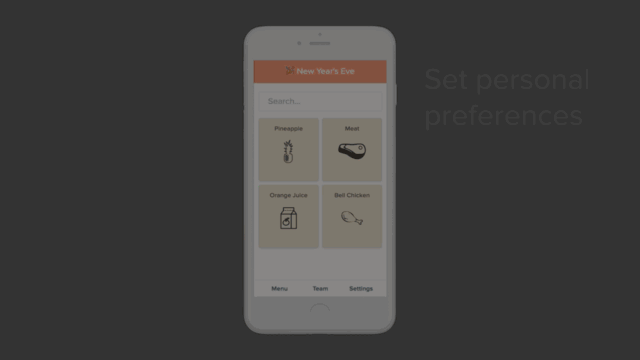 New Year's Eve
Search...
Pineapple
Meat
Orange Juice
Bell Chicken
Menu
Team
Settings
Set personal
preferences